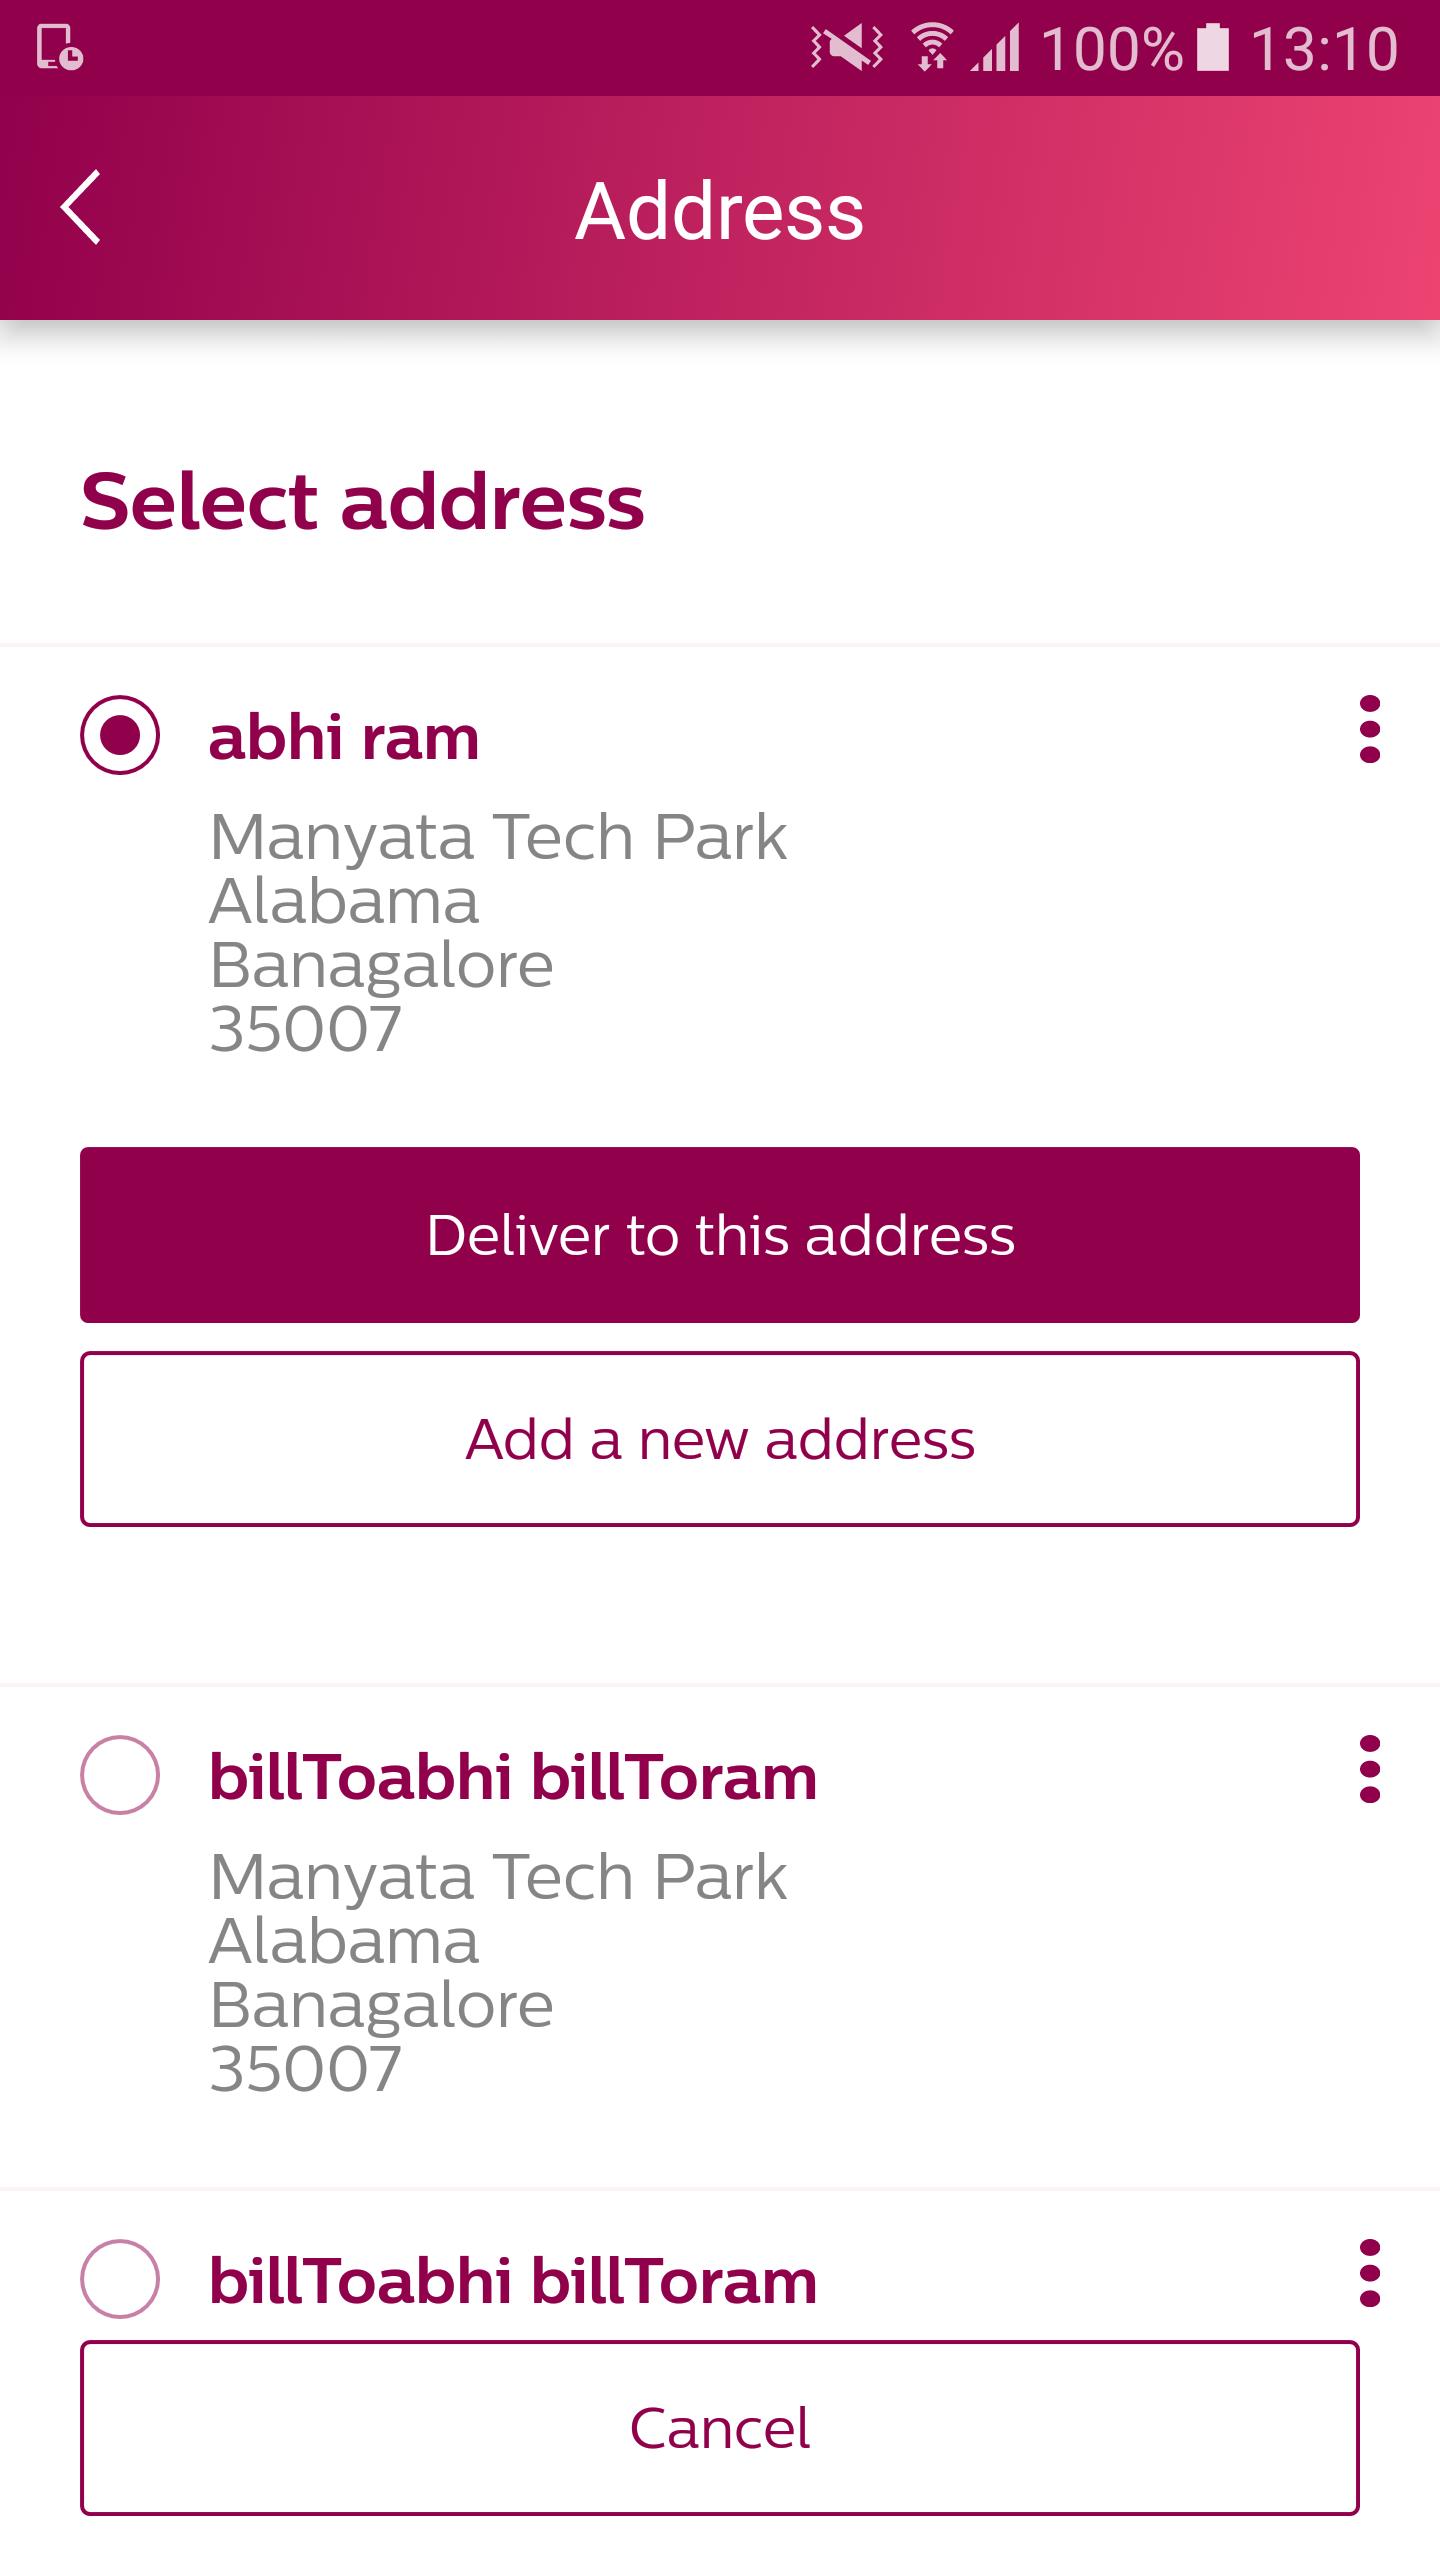 100% 13:10
Address
Select address
abhi ram
Manyata Tech Park
Alabama
Banagalore
35007
Deliver to this address
Add a new address
billToabhi billToram
Manyata Tech Park
Alabama
Banagalore
35007
billToabhi billToram
Cancel